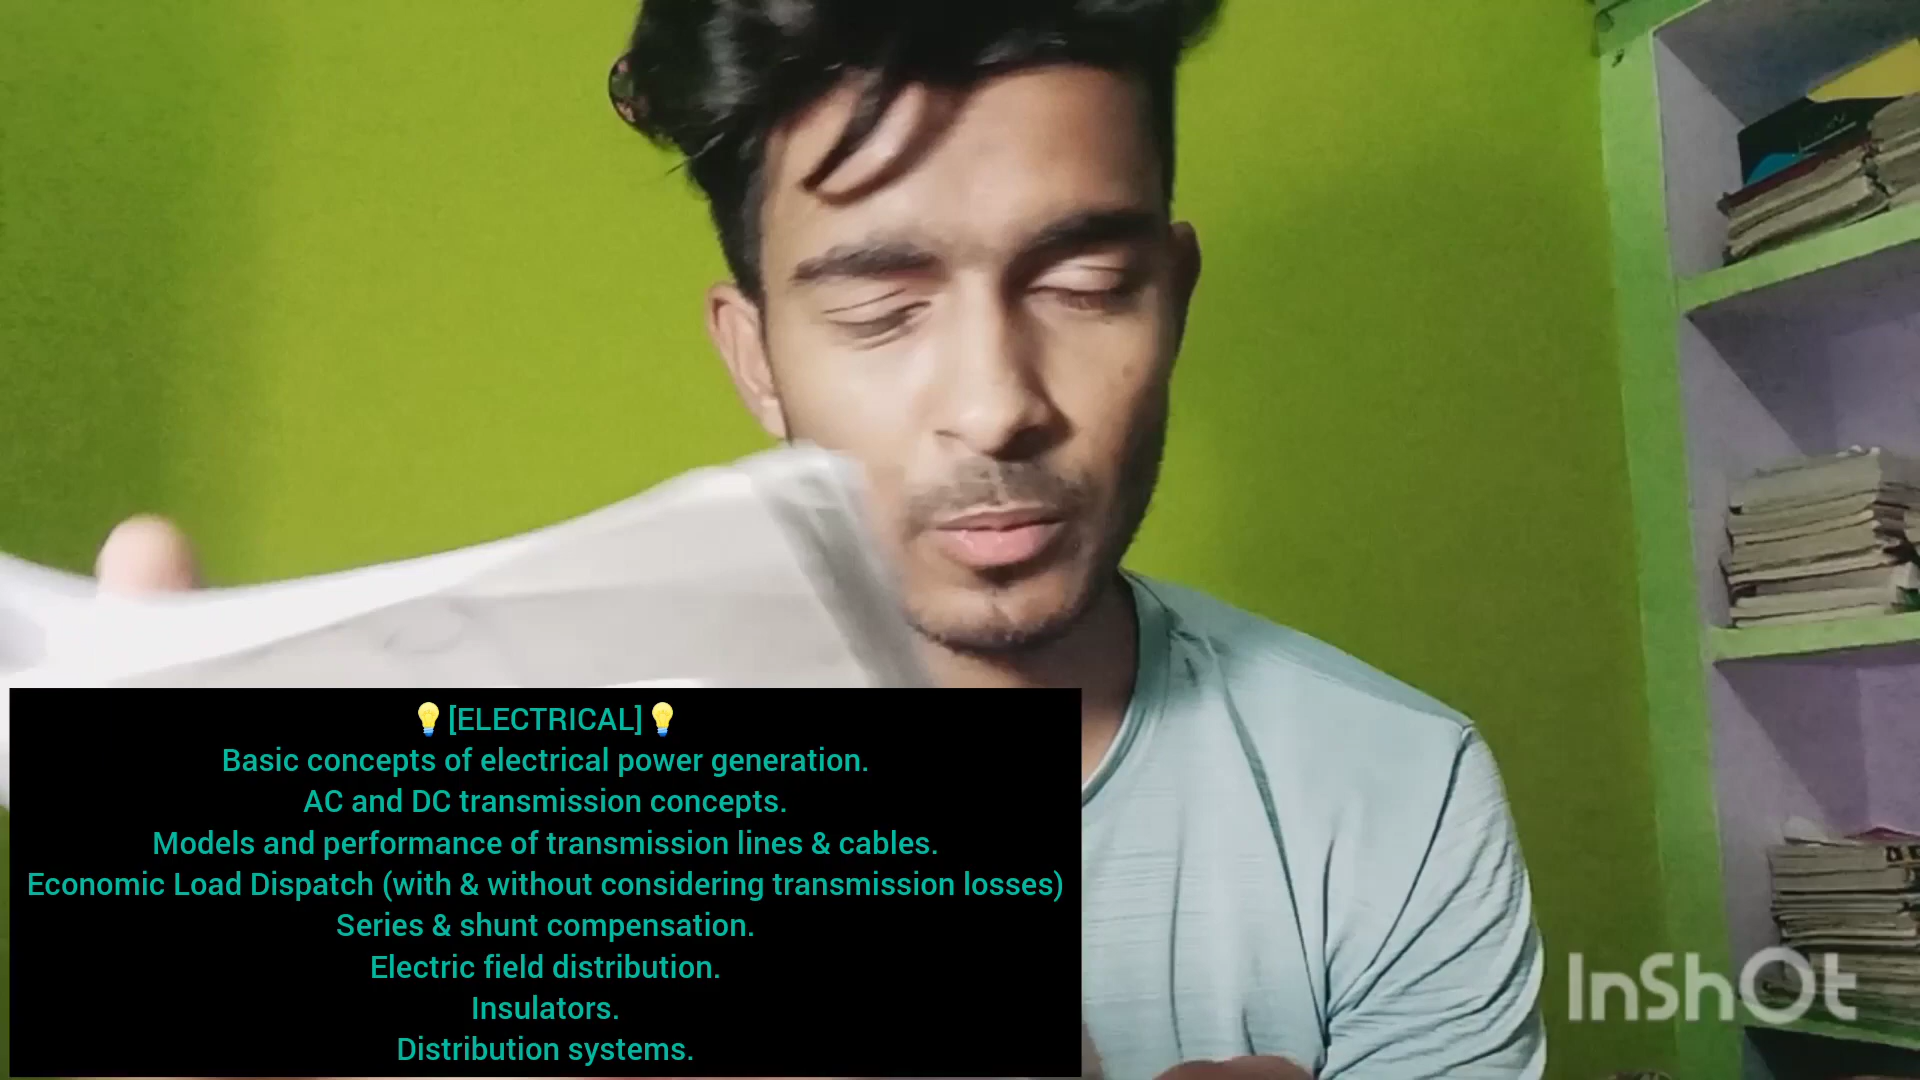 💡[ELECTRICAL]💡
Basic concepts of electrical power generation.
AC and DC transmission concepts.
Models and performance of transmission lines & cables.
Economic Load Dispatch (with & without considering transmission losses)
Series & shunt compensation.
Electric field distribution.
Insulators.
Distribution systems.
InShOt